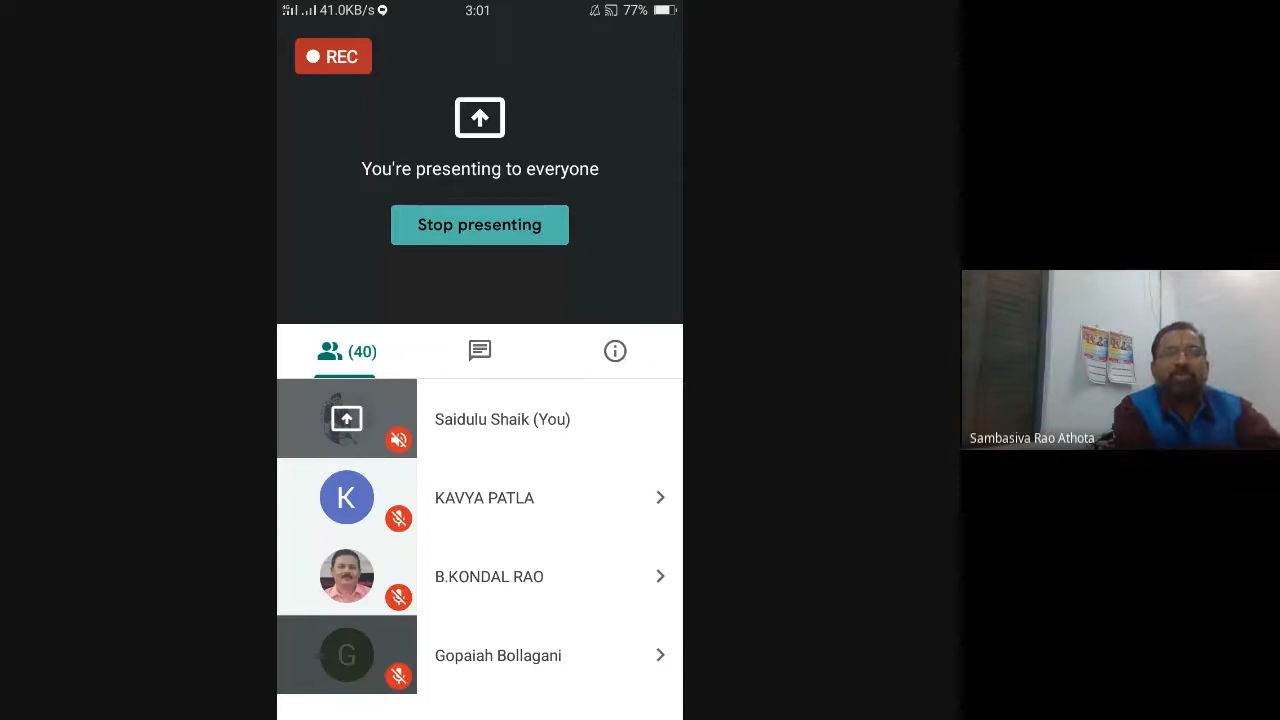 4G 41.0KB/s
3:01
77%
REC
You're presenting to everyone
Stop presenting
(40)
Saidulu Shaik (You)
K
KAVYA PATLA
B.KONDAL RAO
G
Gopaiah Bollagani
Sambasiva Rao Athota